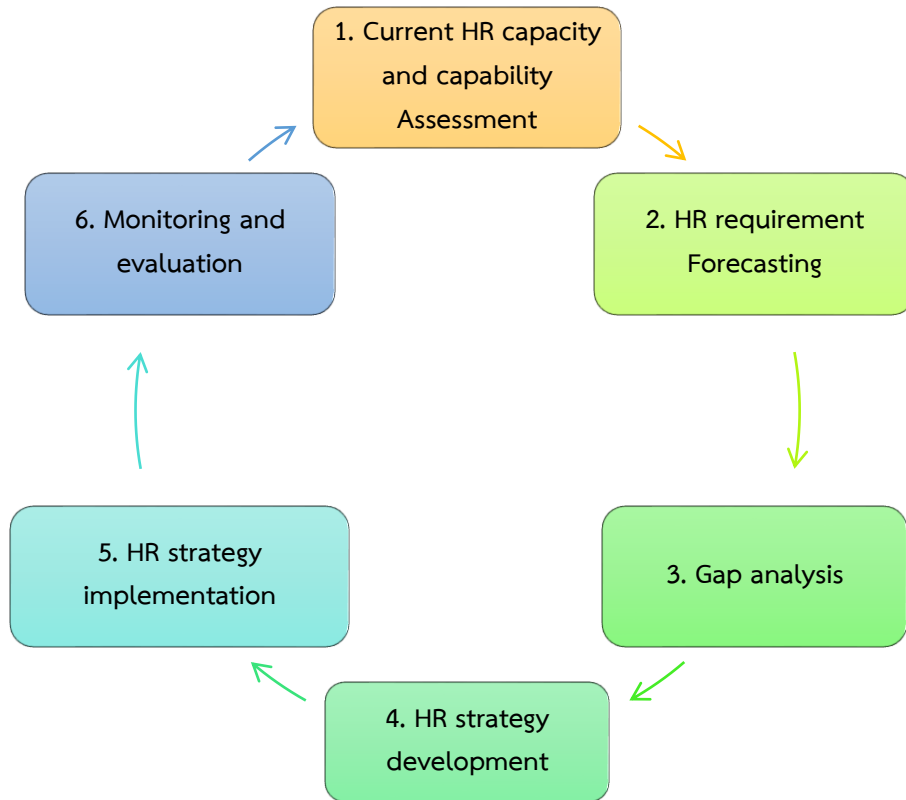 1. Current HR capacity
and capability
Assessment
2. HR requirement
Forecasting
3. Gap analysis
4. HR strategy
development
5. HR strategy
implementation
6. Monitoring and
evaluation